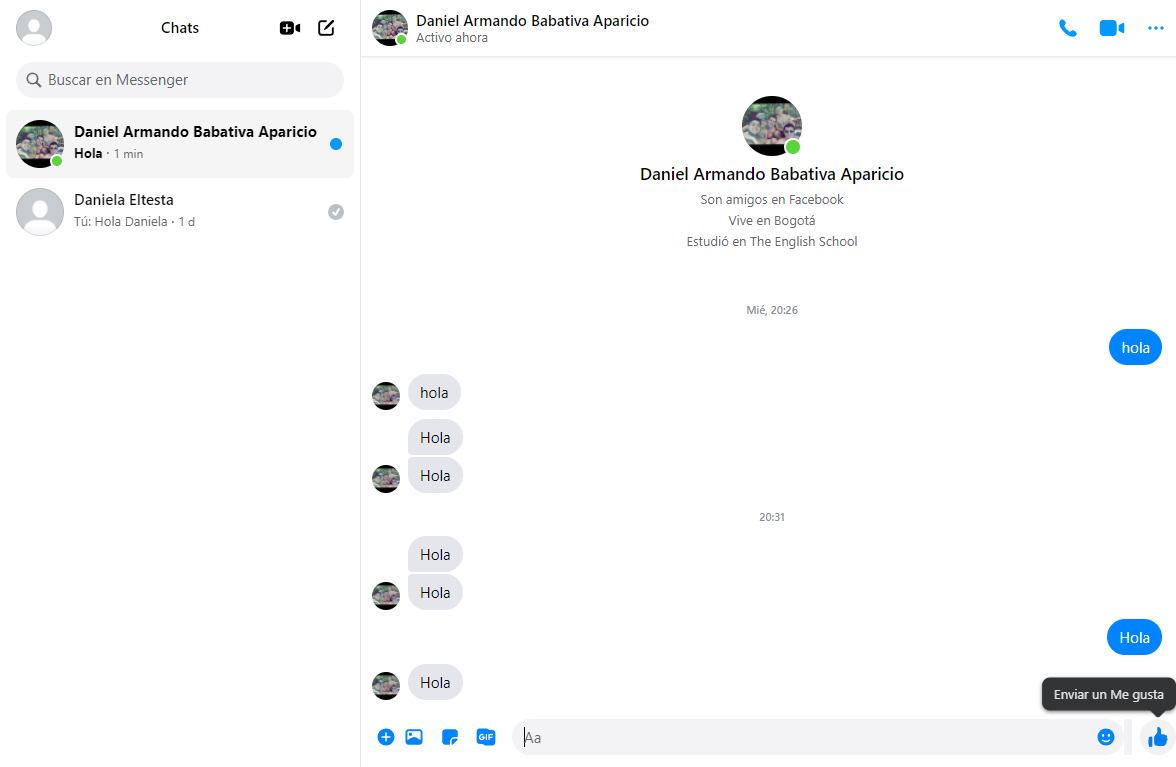 Chats
Buscar en Messenger
Daniel Armando Babativa Aparicio
Hola · 1 min
Daniela Eltesta
Tú: Hola Daniela · 1 d
Daniel Armando Babativa Aparicio
Activo ahora
Daniel Armando Babativa Aparicio
Son amigos en Facebook
Vive en Bogotá
Estudió en The English School
Mié, 20:26
hola
hola
Hola
Hola
20:31
Hola
Hola
Hola
Hola
Enviar un Me gusta
GIF
Aa